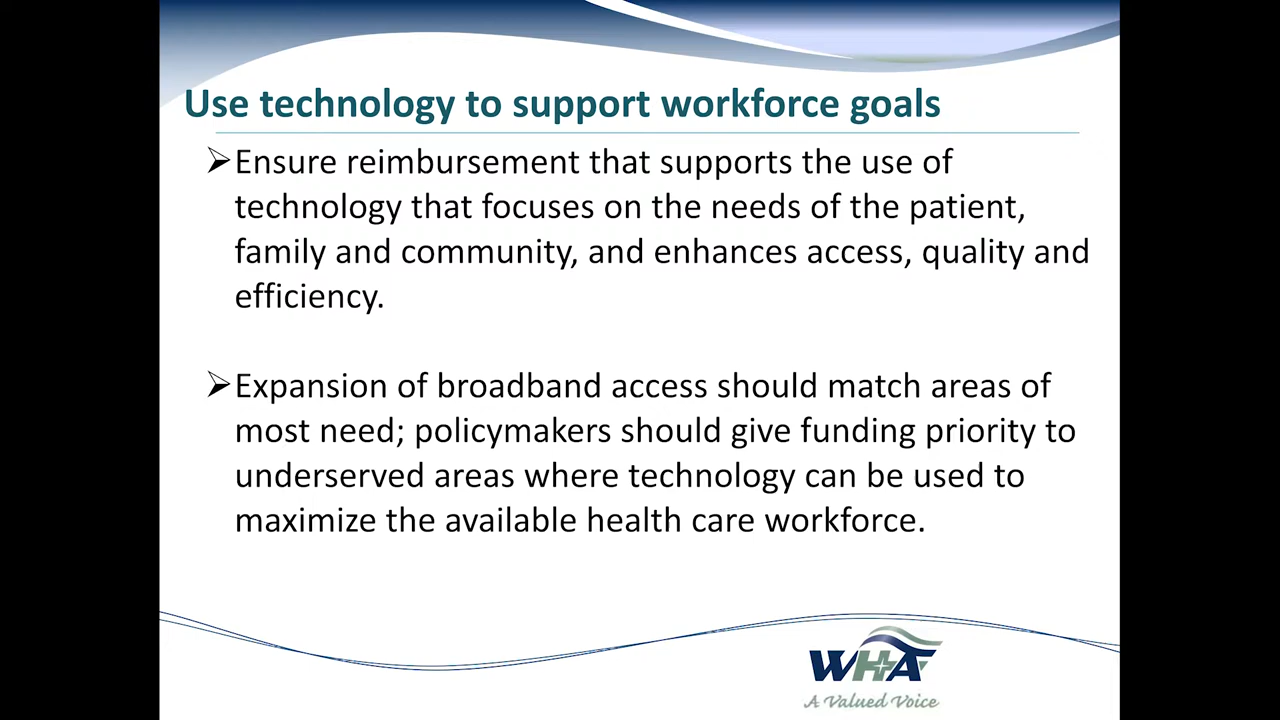 Use technology to support workforce goals
➢Ensure reimbursement that supports the use of
technology that focuses on the needs of the patient,
family and community, and enhances access, quality and
efficiency.
➢Expansion of broadband access should match areas of
most need; policymakers should give funding priority to
underserved areas where technology can be used to
maximize the available health care workforce.
WHA
A Valued Voice